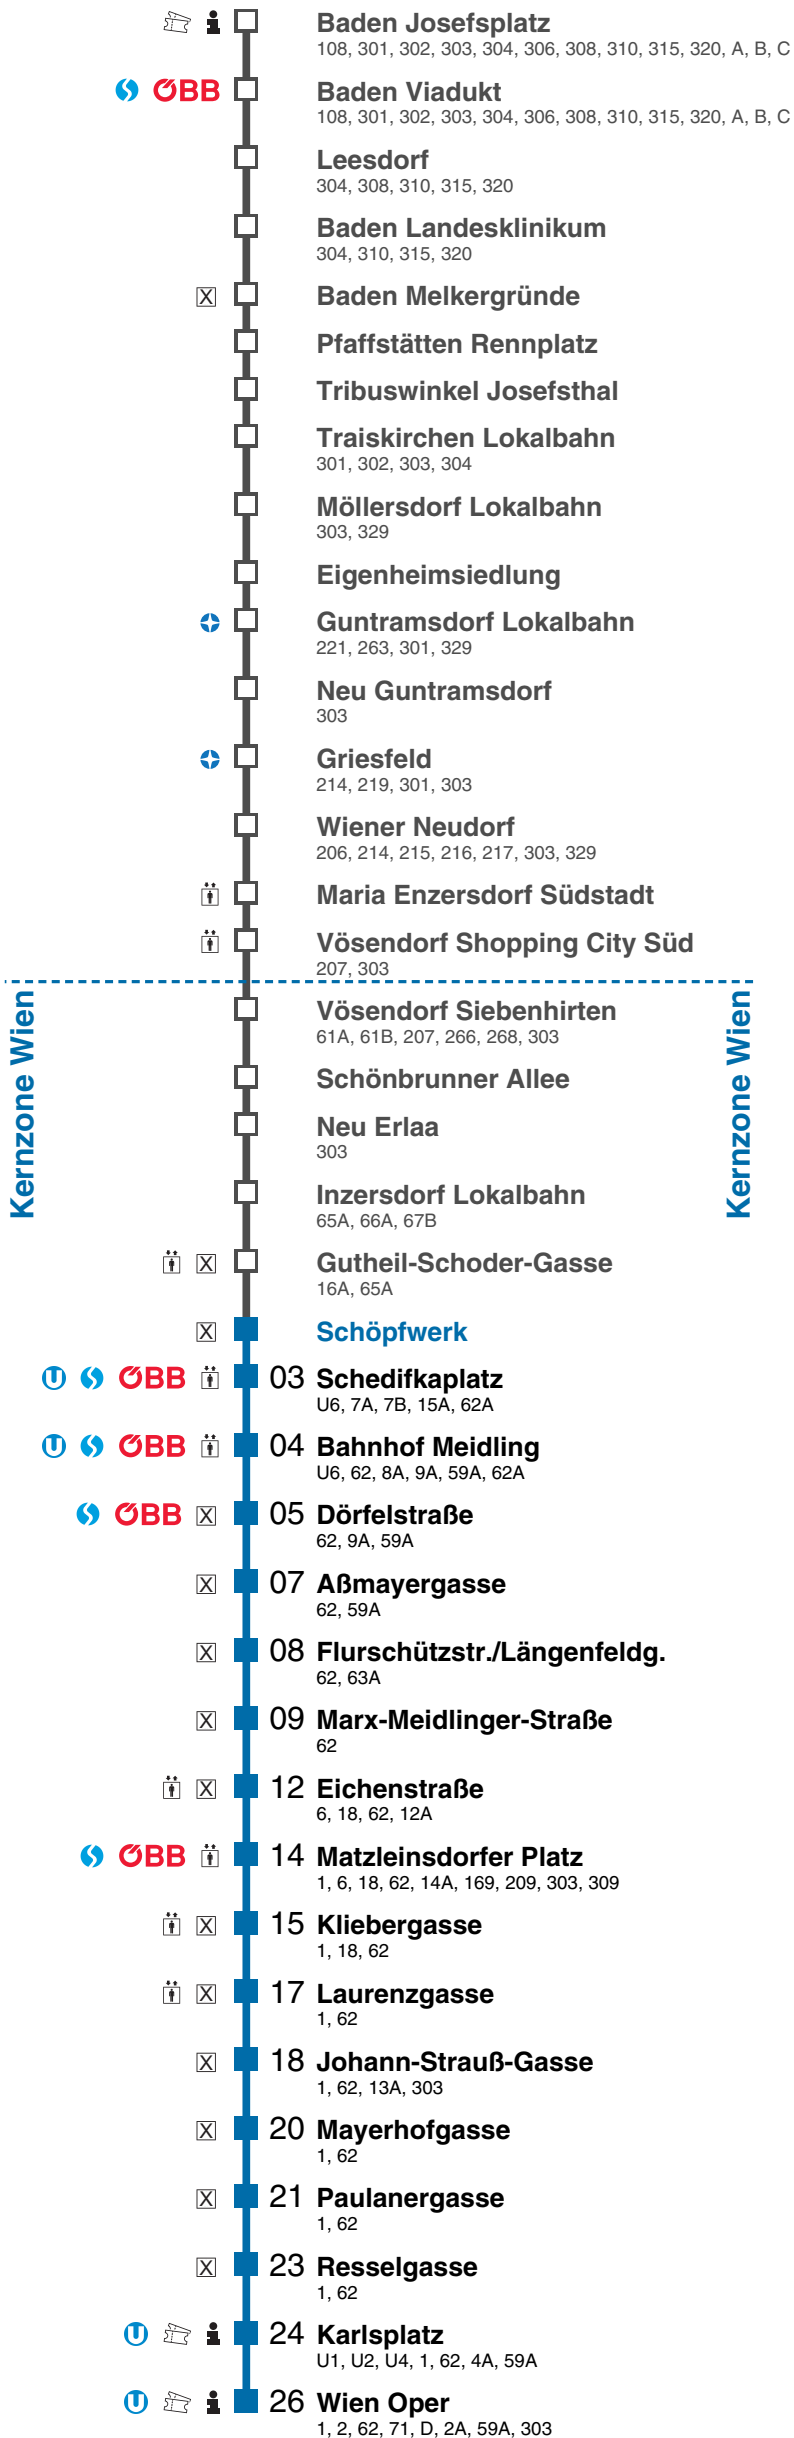 Baden Josefsplatz
108, 301, 302, 303, 304, 306, 308, 310, 315, 320, A, B, C
ÖBB
Baden Viadukt
108, 301, 302, 303, 304, 306, 308, 310, 315, 320, A, B, C
Leesdorf
304, 308, 310, 315, 320
Baden Landesklinikum
304, 310, 315, 320
X Baden Melkergründe
Pfaffstätten Rennplatz
Tribuswinkel Josefsthal
Traiskirchen Lokalbahn
301, 302, 303, 304
Möllersdorf Lokalbahn
303, 329
Eigenheimsiedlung
Guntramsdorf Lokalbahn
221, 263, 301, 329
Neu Guntramsdorf
303
Griesfeld
214, 219, 301, 303
Wiener Neudorf
206, 214, 215, 216, 217, 303, 329
Maria Enzersdorf Südstadt
Vösendorf Shopping City Süd
207, 303
Kernzone Wien
Kernzone Wien
Vösendorf Siebenhirten
61A, 61B, 207, 266, 268, 303
Schönbrunner Allee
Neu Erlaa
303
Inzersdorf Lokalbahn
65A, 66A, 67B
X Gutheil-Schoder-Gasse
16A, 65A
X Schöpfwerk
U S ÖBB 03 Schedifkaplatz
U6, 7A, 7B, 15A, 62A
U S ÖBB 04 Bahnhof Meidling
U6, 62, 8A, 9A, 59A, 62A
S ÖBB X 05 Dörfelstraße
62, 9A, 59A
X 07 Aßmayergasse
62, 59A
X 08 Flurschützstr./Längenfeldg.
62, 63A
X 09 Marx-Meidlinger-Straße
62
X 12 Eichenstraße
6, 18, 62, 12A
S ÖBB 14 Matzleinsdorfer Platz
1, 6, 18, 62, 14A, 169, 209, 303, 309
X 15 Kliebergasse
1, 18, 62
X 17 Laurenzgasse
1, 62
X 18 Johann-Strauß-Gasse
1, 62, 13A, 303
X 20 Mayerhofgasse
1, 62
X 21 Paulanergasse
1, 62
X 23 Resselgasse
1, 62
U i 24 Karlsplatz
U1, U2, U4, 1, 62, 4A, 59A
U i 26 Wien Oper
1, 2, 62, 71, D, 2A, 59A, 303